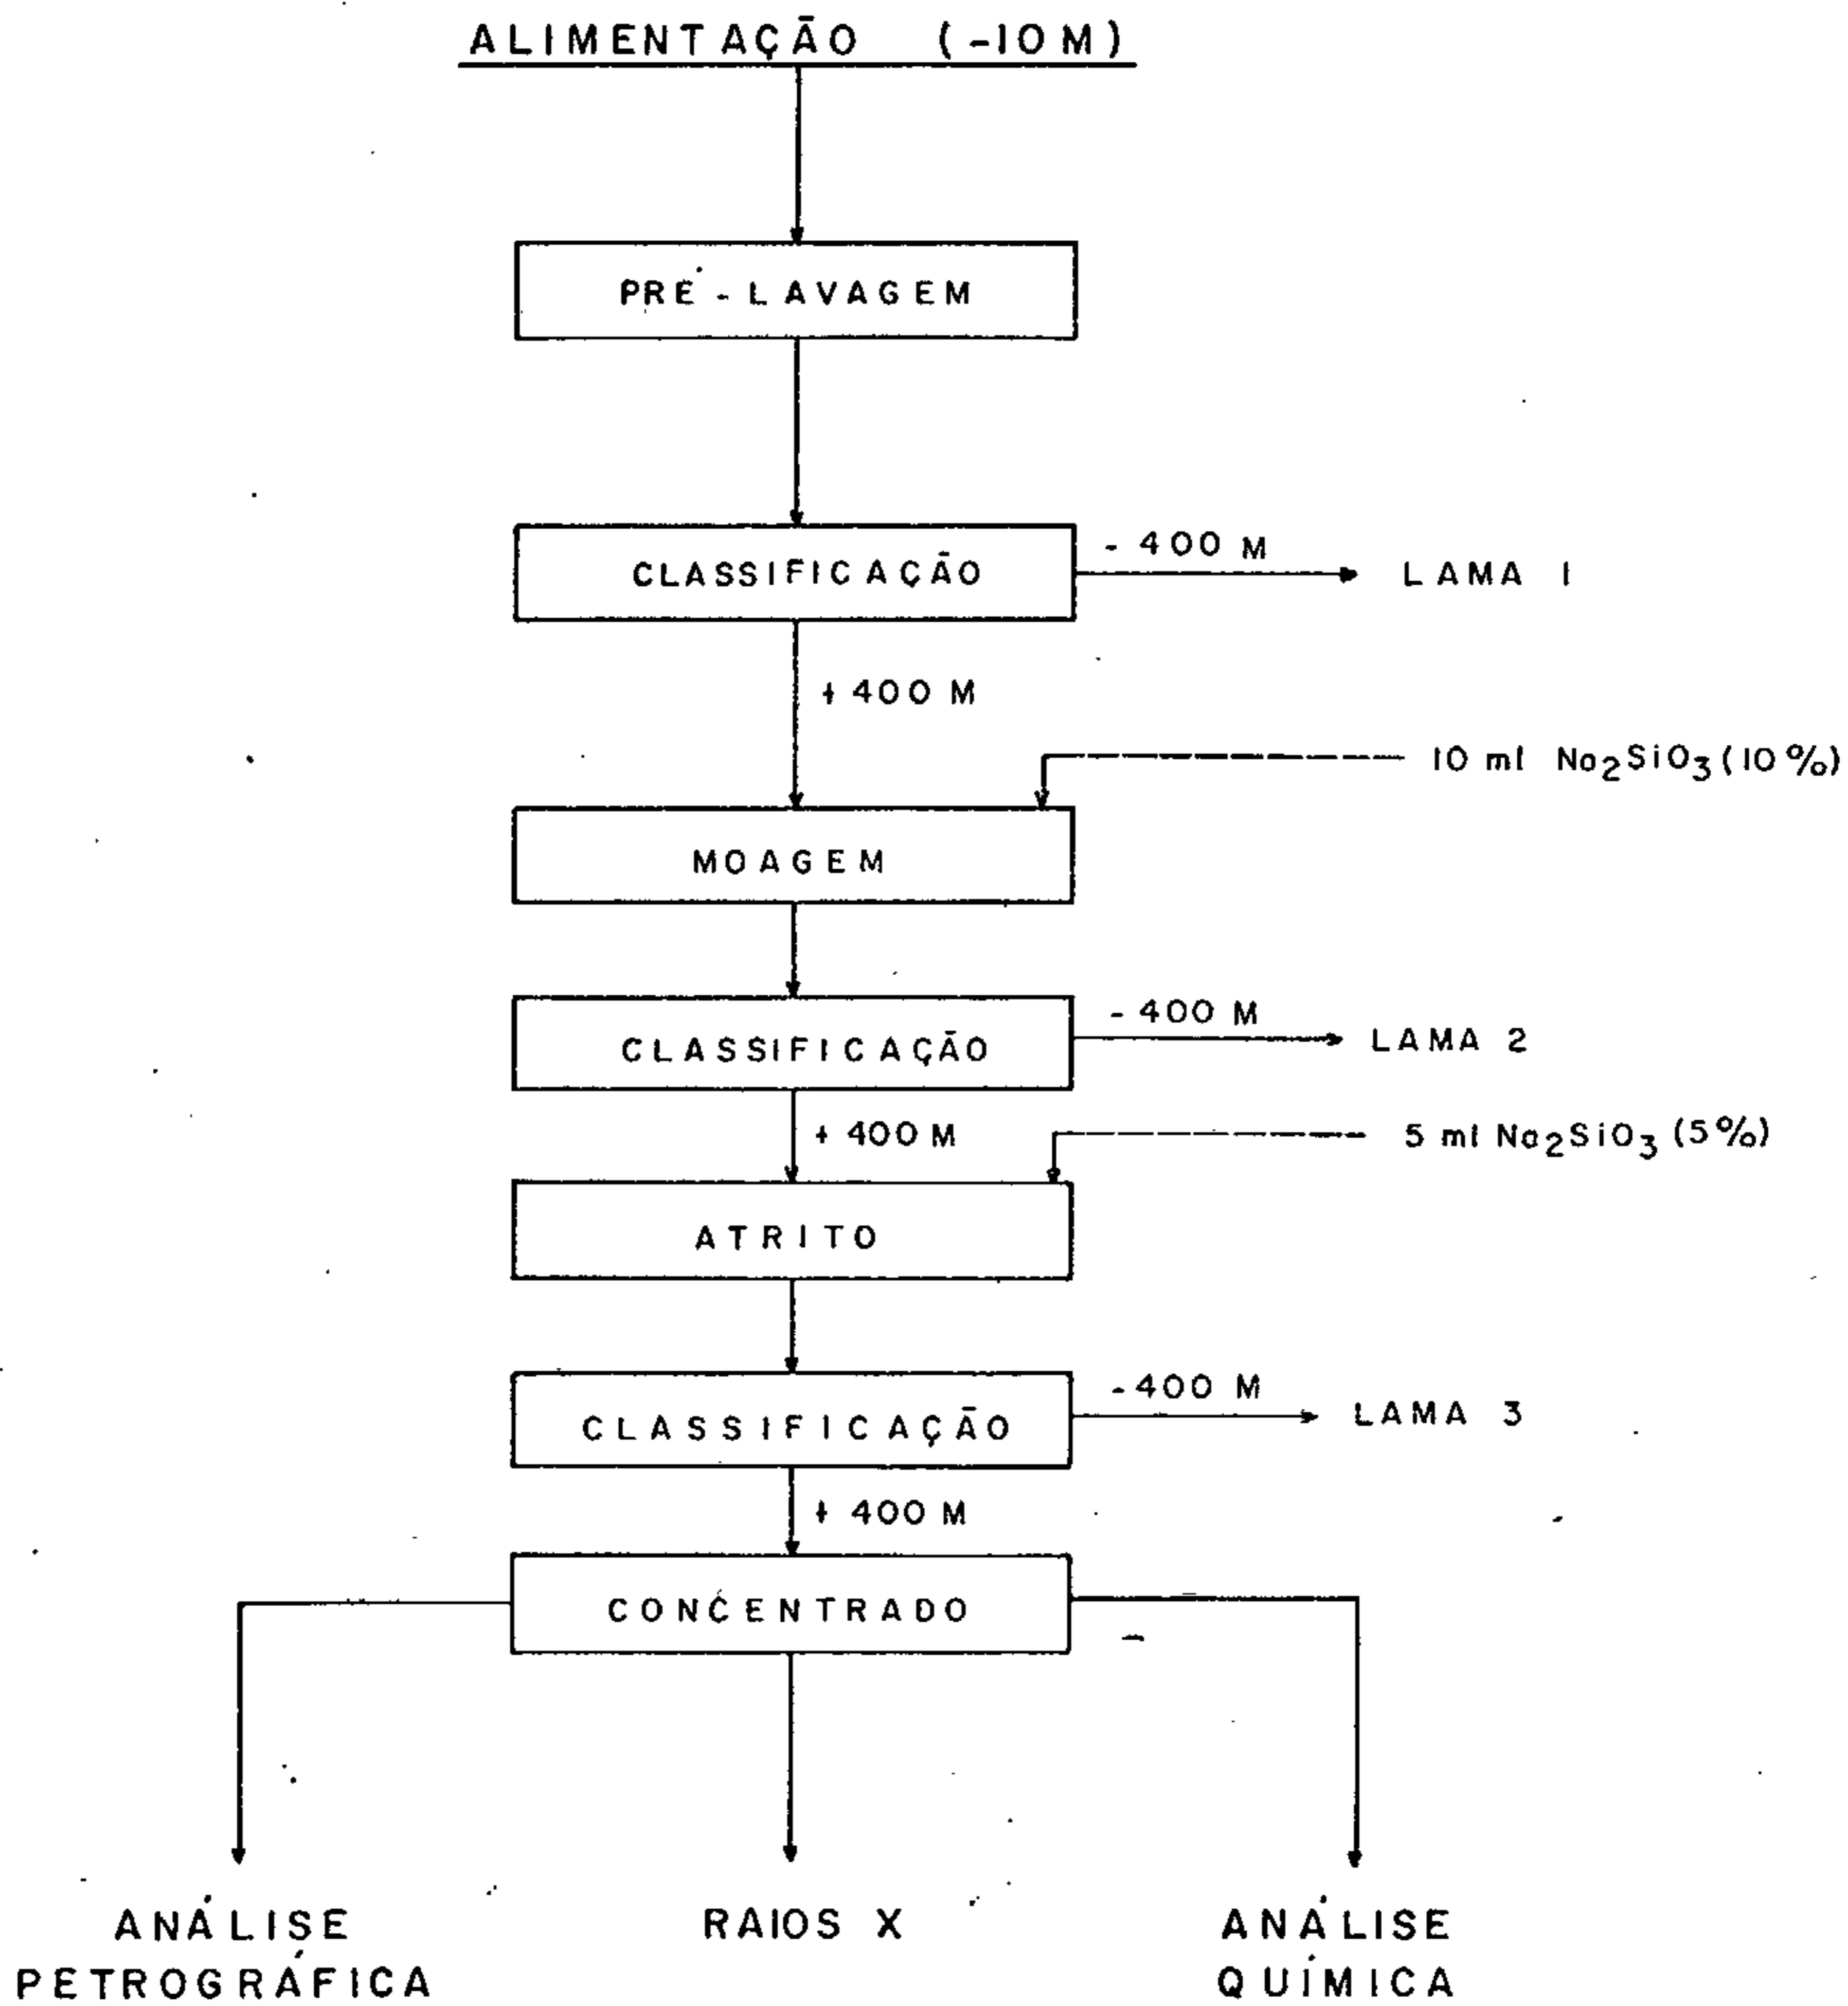 ALIMENTAÇÃO (-10 M)
PRÉ-LAVAGEM
CLASSIFICAÇÃO
- 400 M
LAMA 1
+ 400 M
10 ml Na2SiO3 (10%)
MOAGEM
CLASSIFICAÇÃO
- 400 M
LAMA 2
+ 400 M
5 ml Na2SiO3 (5%)
ATRITO
CLASSIFICAÇÃO
- 400 M
LAMA 3
+ 400 M
CONCENTRADO
ANÁLISE
PETROGRÁFICA
RAIOS X
ANÁLISE
QUÍMICA